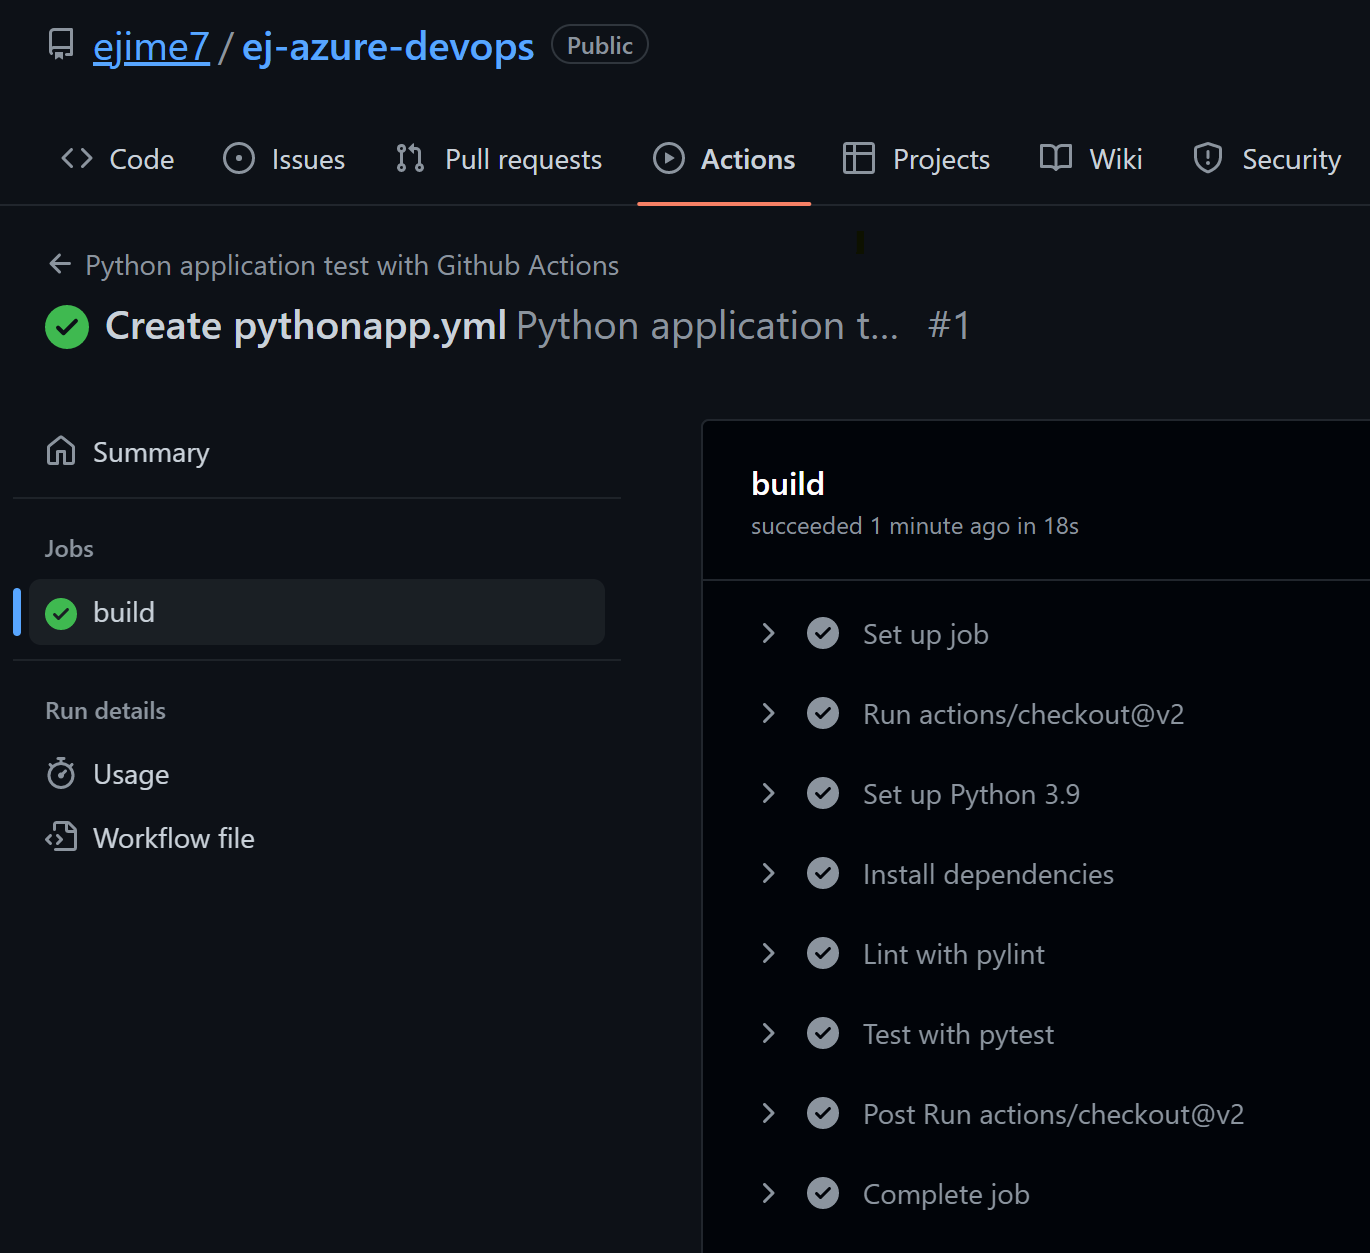 ejime7 / ej-azure-devops Public
Code Issues Pull requests Actions Projects Wiki Security
Python application test with Github Actions
Create pythonapp.yml Python application t... #1
Summary
Jobs
build
Run details
Usage
Workflow file
build
succeeded 1 minute ago in 18s
Set up job
Run actions/checkout@v2
Set up Python 3.9
Install dependencies
Lint with pylint
Test with pytest
Post Run actions/checkout@v2
Complete job